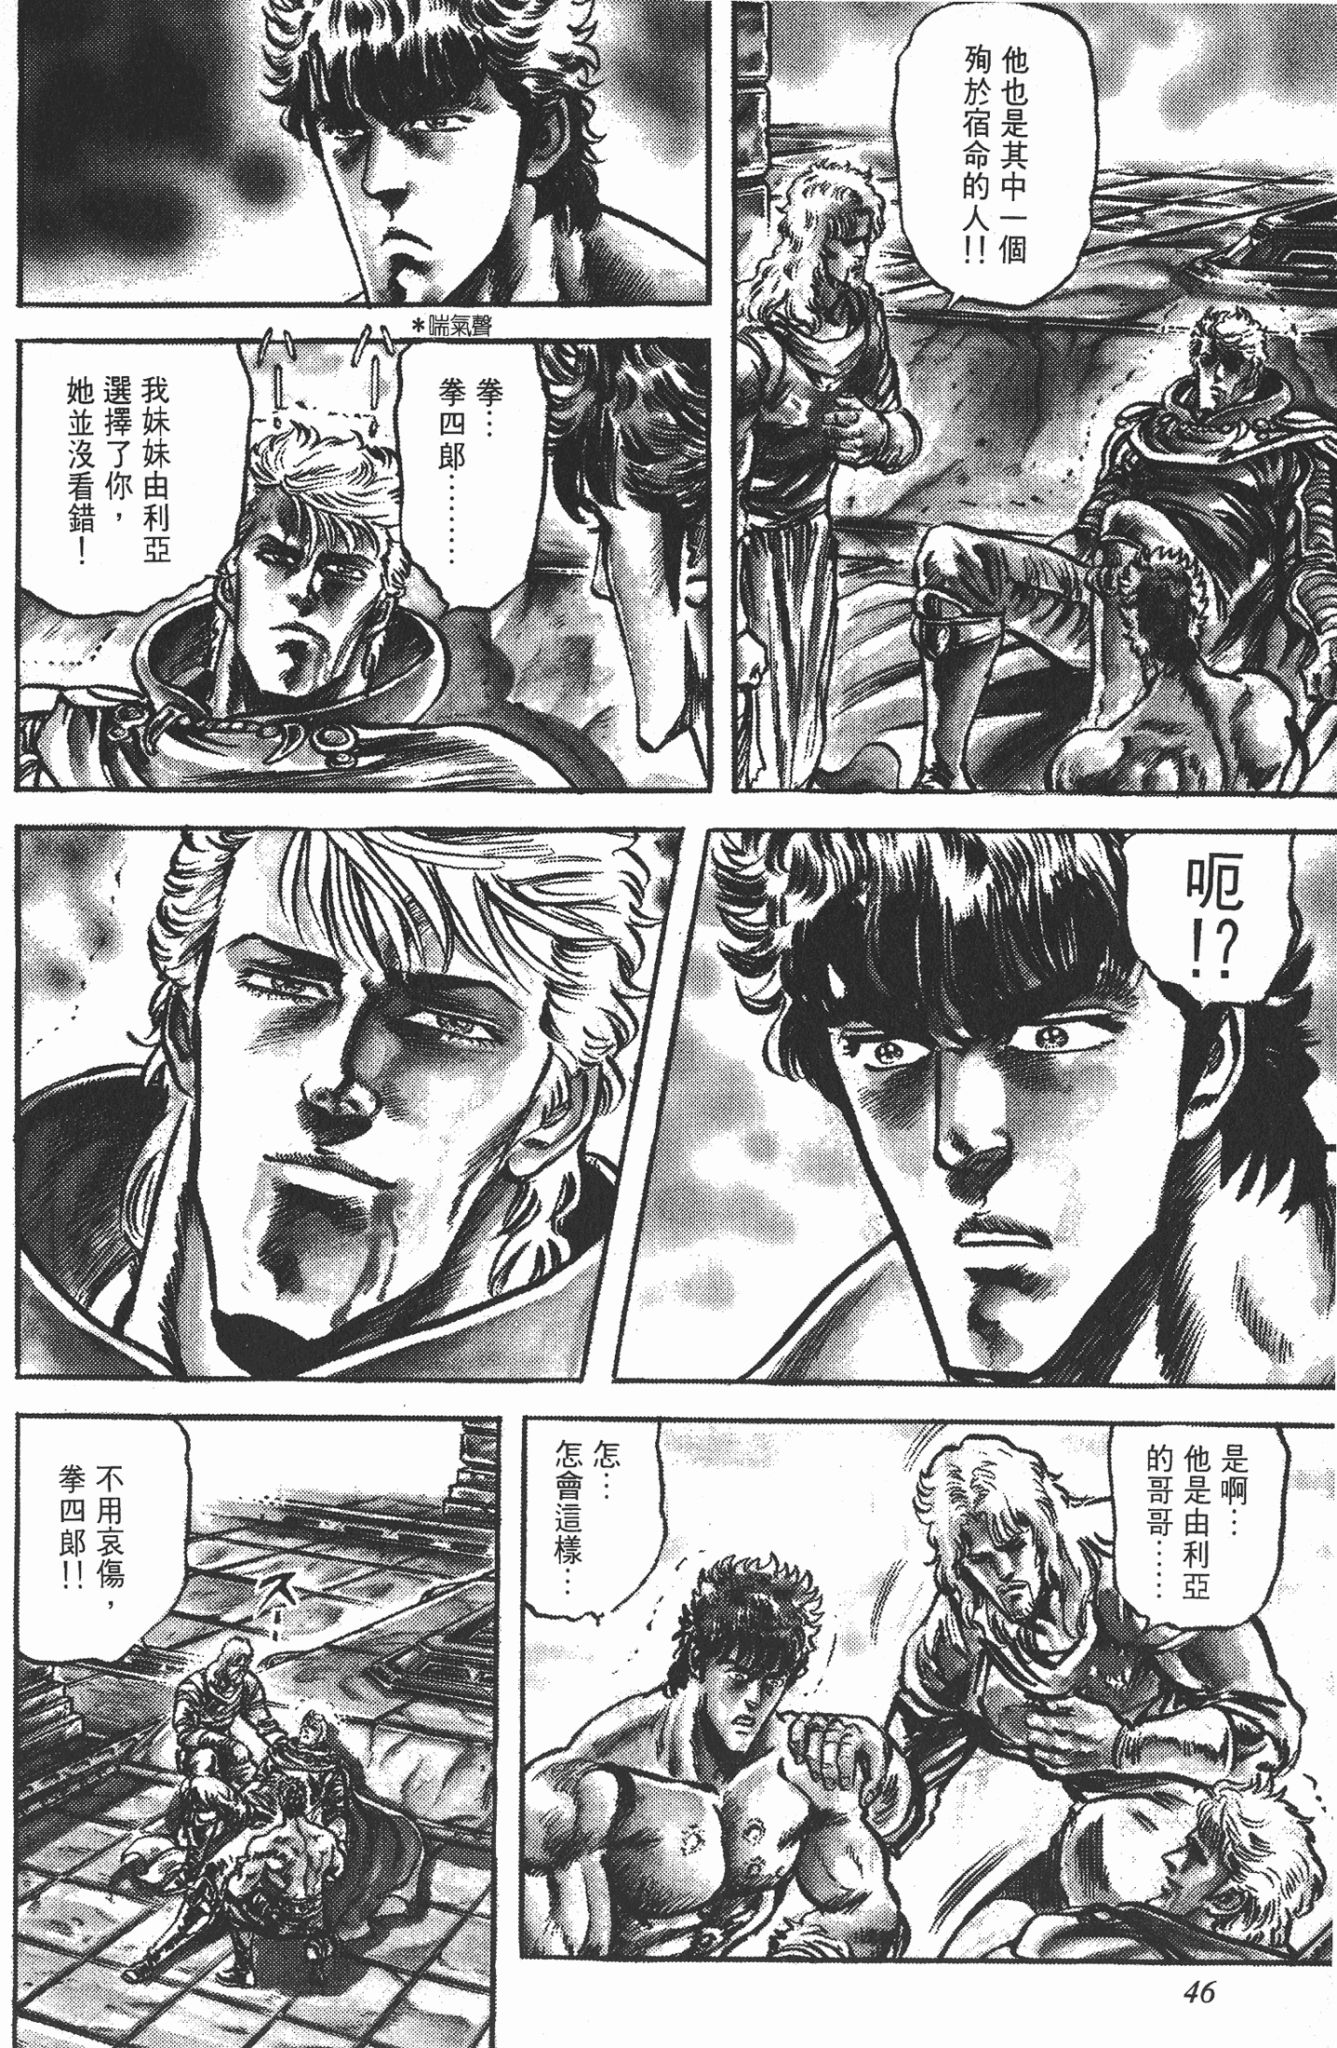 他也是其中一個
殉於宿命的人!!
*喘氣聲
拳…
拳四郎………
我妹妹由利亞
選擇了你，
她並沒看錯！
呃!?
是啊…
他是由利亞
的哥哥……
怎…
怎會這樣…
不用哀傷，
拳四郎!!
46